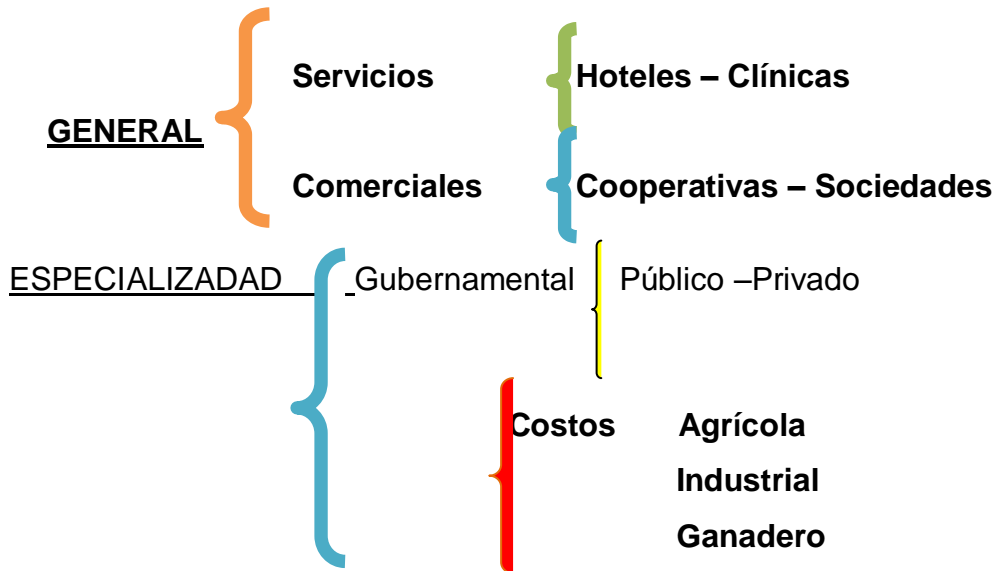 Servicios Hoteles – Clínicas
GENERAL
Comerciales Cooperativas – Sociedades
ESPECIALIZADAD Gubernamental Público –Privado
Costos Agrícola
Industrial
Ganadero